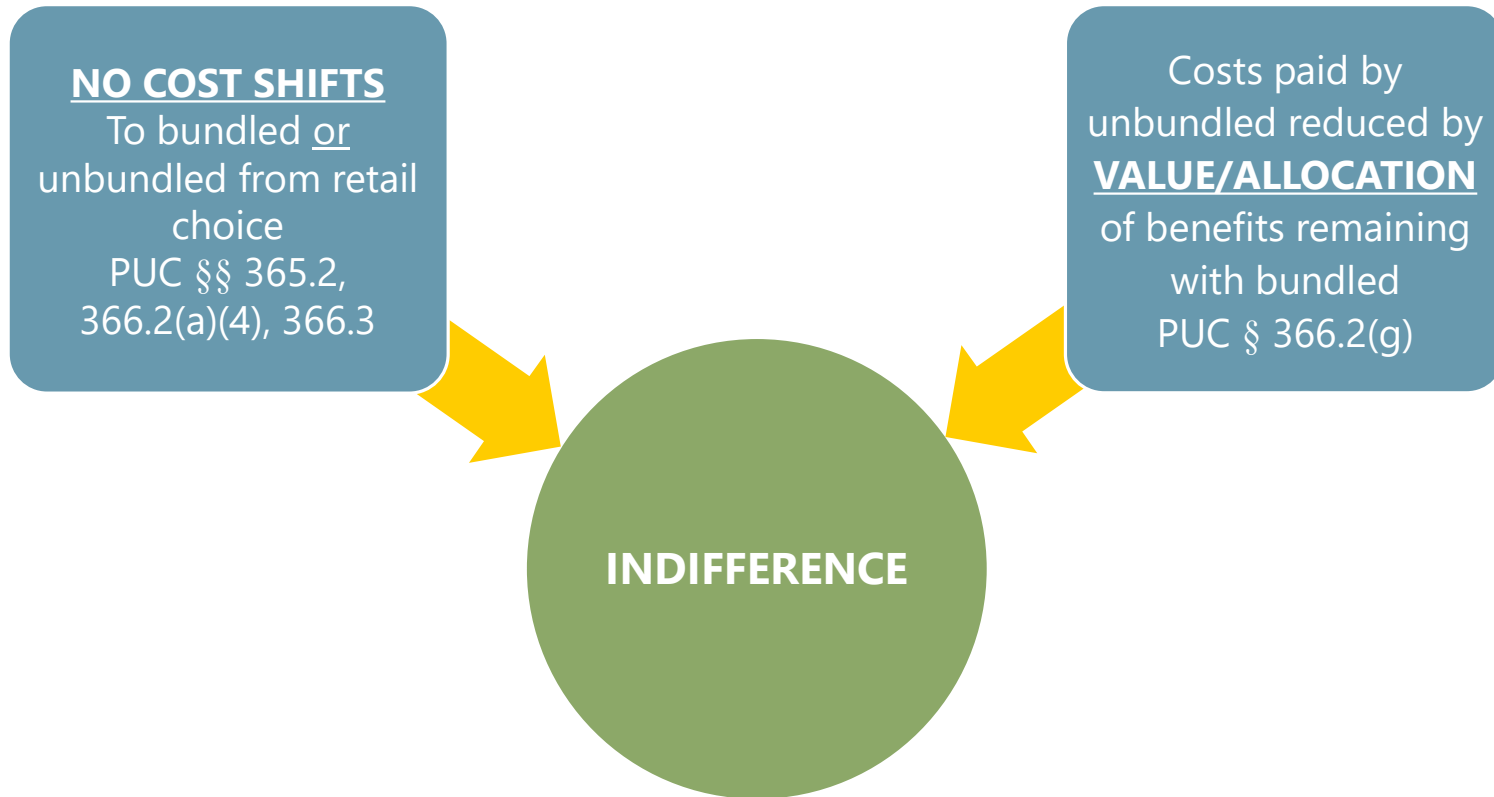 NO COST SHIFTS
To bundled or
unbundled from retail
choice
PUC §§ 365.2,
366.2(a)(4), 366.3
Costs paid by
unbundled reduced by
VALUE/ALLOCATION
of benefits remaining
with bundled
PUC § 366.2(g)
INDIFFERENCE